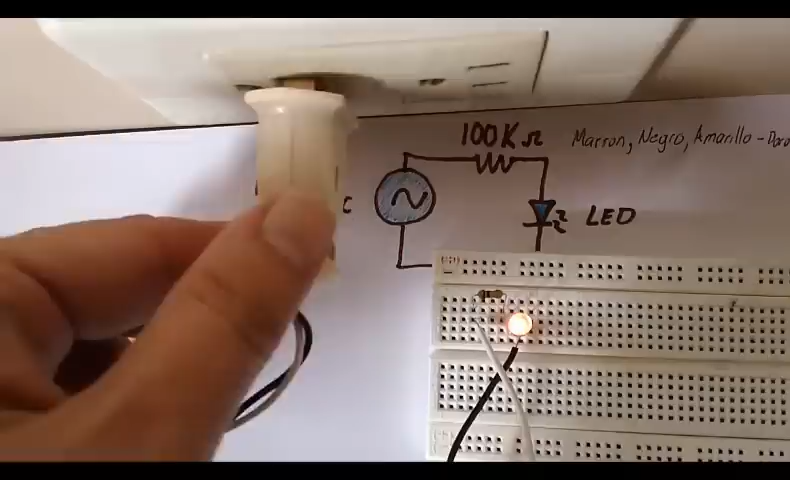 100K Ω
Marron, Negro, Amarillo - Dora
C
LED